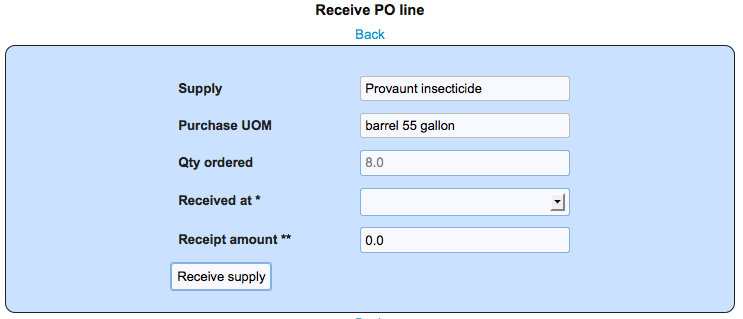 Receive PO line
Back
Supply Provaunt insecticide
Purchase UOM barrel 55 gallon
Qty ordered 8.0
Received at *
Receipt amount ** 0.0
Receive supply